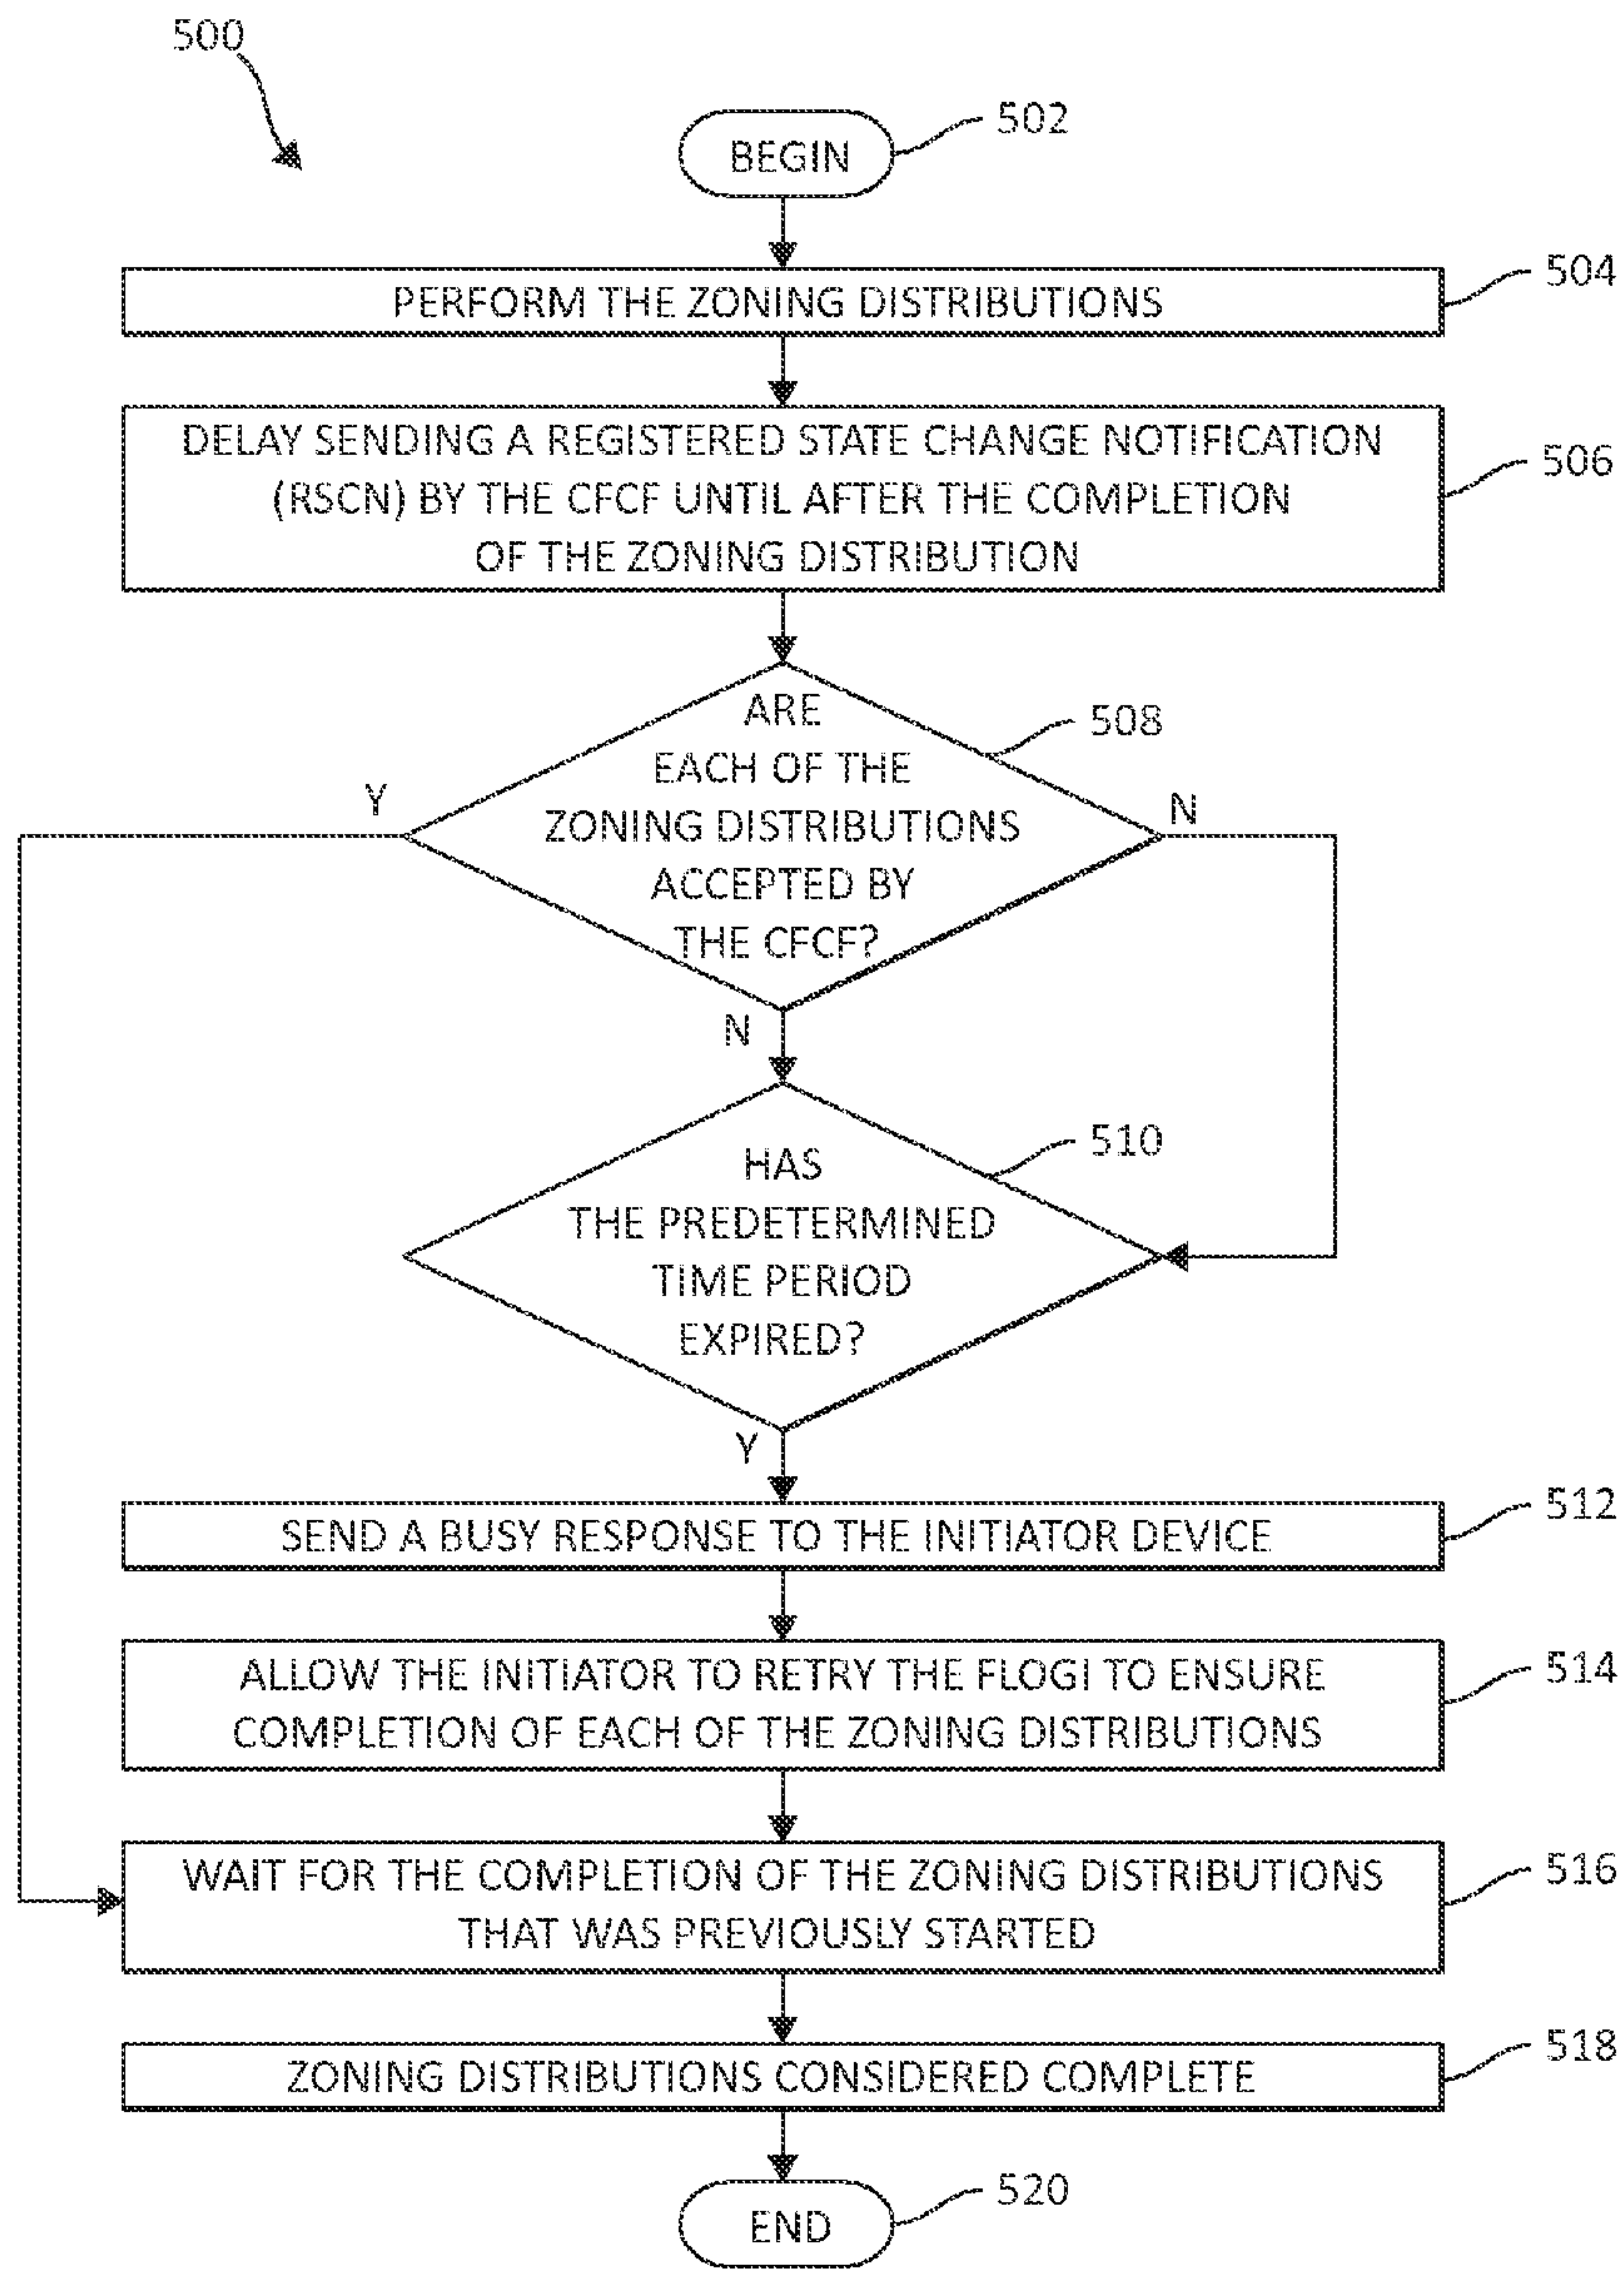 500
BEGIN
502
PERFORM THE ZONING DISTRIBUTIONS
504
DELAY SENDING A REGISTERED STATE CHANGE NOTIFICATION
(RSCN) BY THE CFCF UNTIL AFTER THE COMPLETION
OF THE ZONING DISTRIBUTION
506
ARE
EACH OF THE
ZONING DISTRIBUTIONS
ACCEPTED BY
THE CFCF?
508
Y
N
N
HAS
THE PREDETERMINED
TIME PERIOD
EXPIRED?
510
Y
SEND A BUSY RESPONSE TO THE INITIATOR DEVICE
512
ALLOW THE INITIATOR TO RETRY THE FLOGI TO ENSURE
COMPLETION OF EACH OF THE ZONING DISTRIBUTIONS
514
WAIT FOR THE COMPLETION OF THE ZONING DISTRIBUTIONS
THAT WAS PREVIOUSLY STARTED
516
ZONING DISTRIBUTIONS CONSIDERED COMPLETE
518
END
520